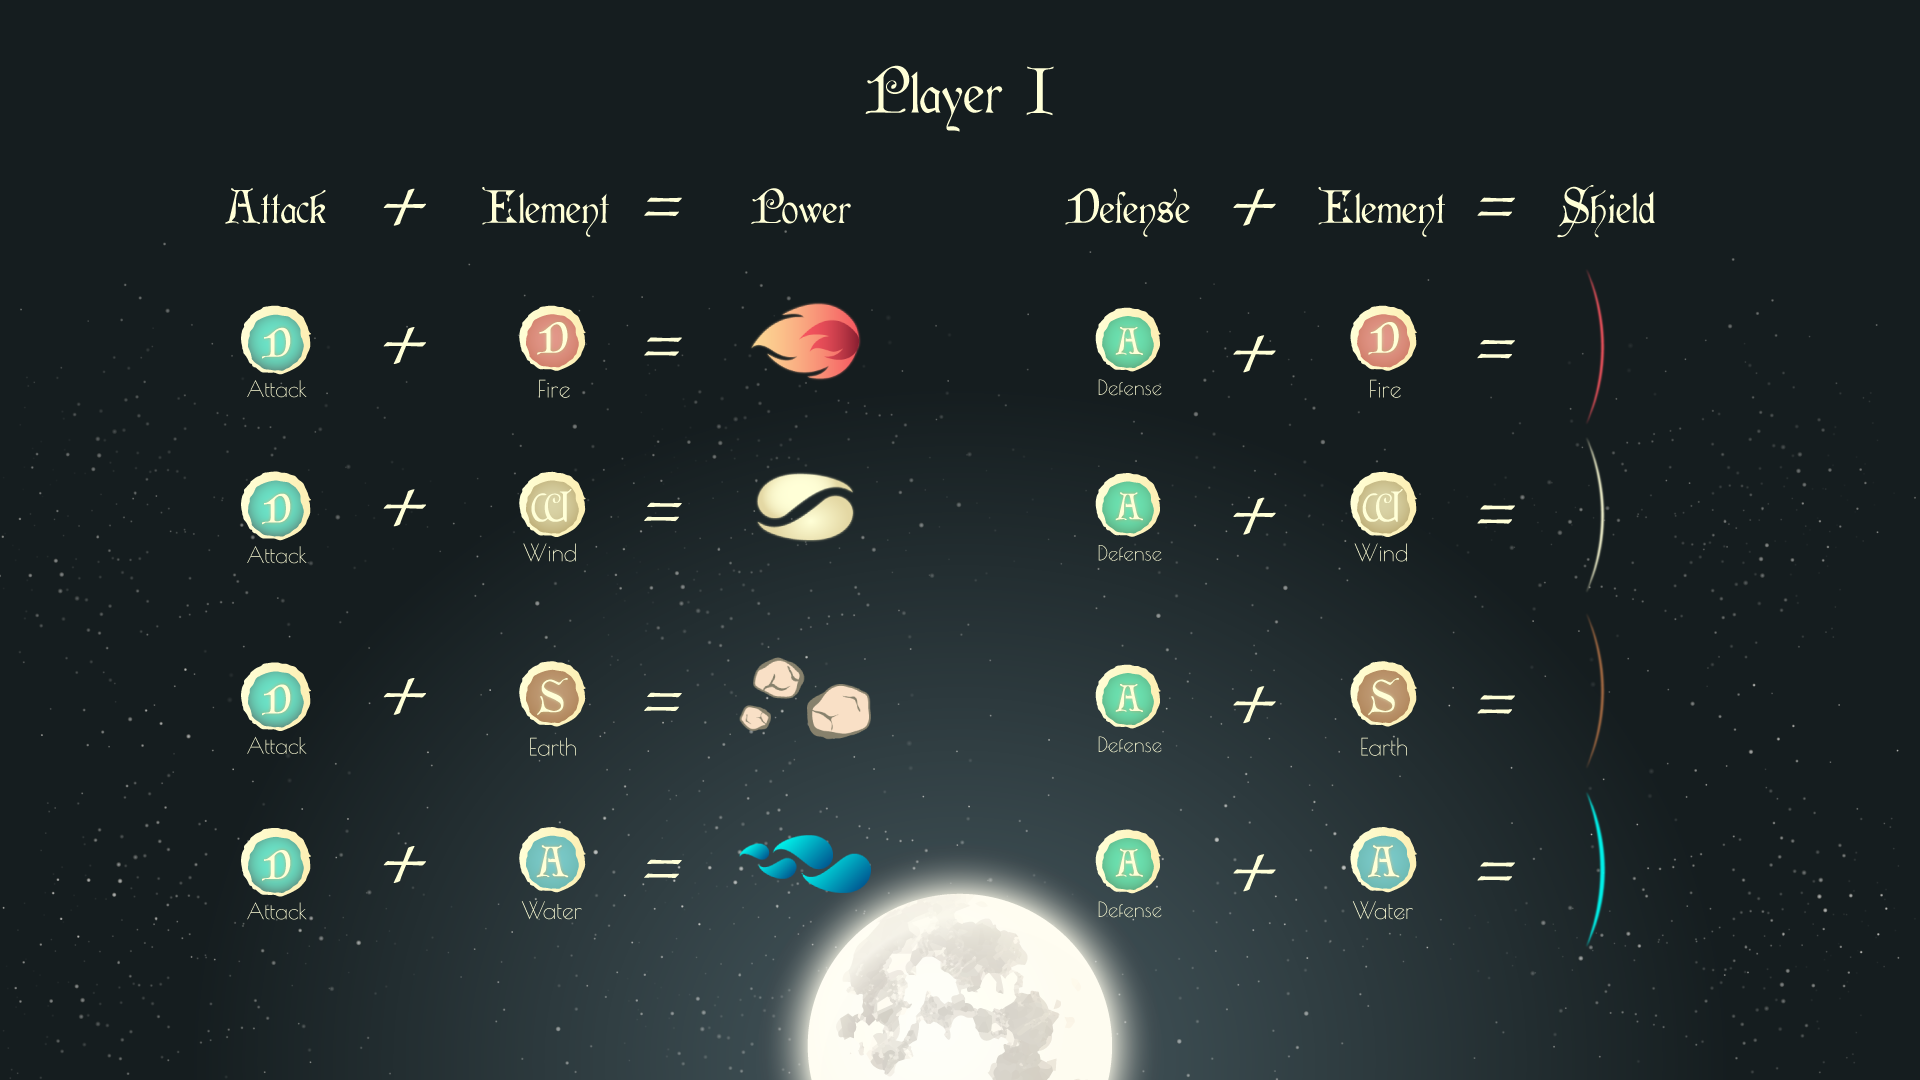 Player I
Attack + Element = Power
Defense + Element = Shield
D + D =
Attack Fire
A + D =
Defense Fire
D + W =
Attack Wind
A + W =
Defense Wind
D + S =
Attack Earth
A + S =
Defense Earth
D + A =
Attack Water
A + A =
Defense Water